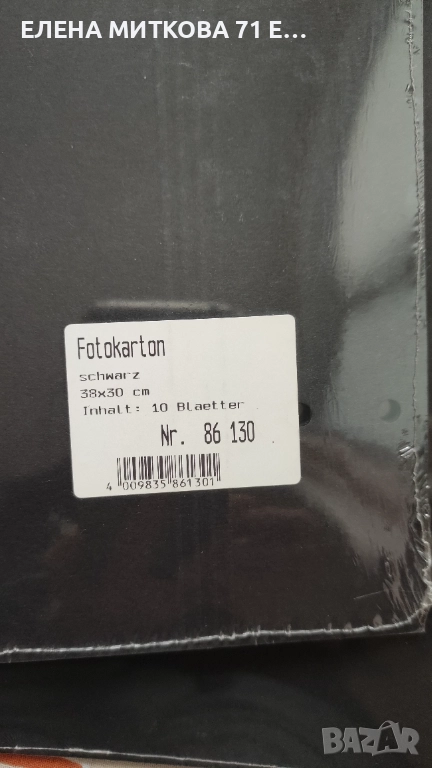 ЕЛЕНА МИТКОВА 71 Е...
Fotokarton
schwarz
38x30 cm
Inhalt: 10 Blaetter
Nr. 86 130
4 009835 861301
BAZAR